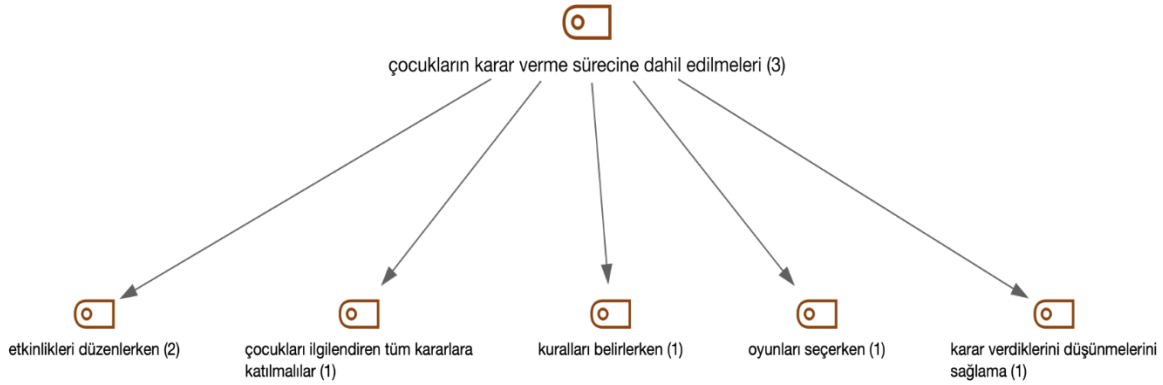 çocukların karar verme sürecine dahil edilmeleri (3)
etkinlikleri düzenlerken (2)
çocukları ilgilendiren tüm kararlara
katılmalılar (1)
kuralları belirlerken (1)
oyunları seçerken (1)
karar verdiklerini düşünmelerini
sağlama (1)